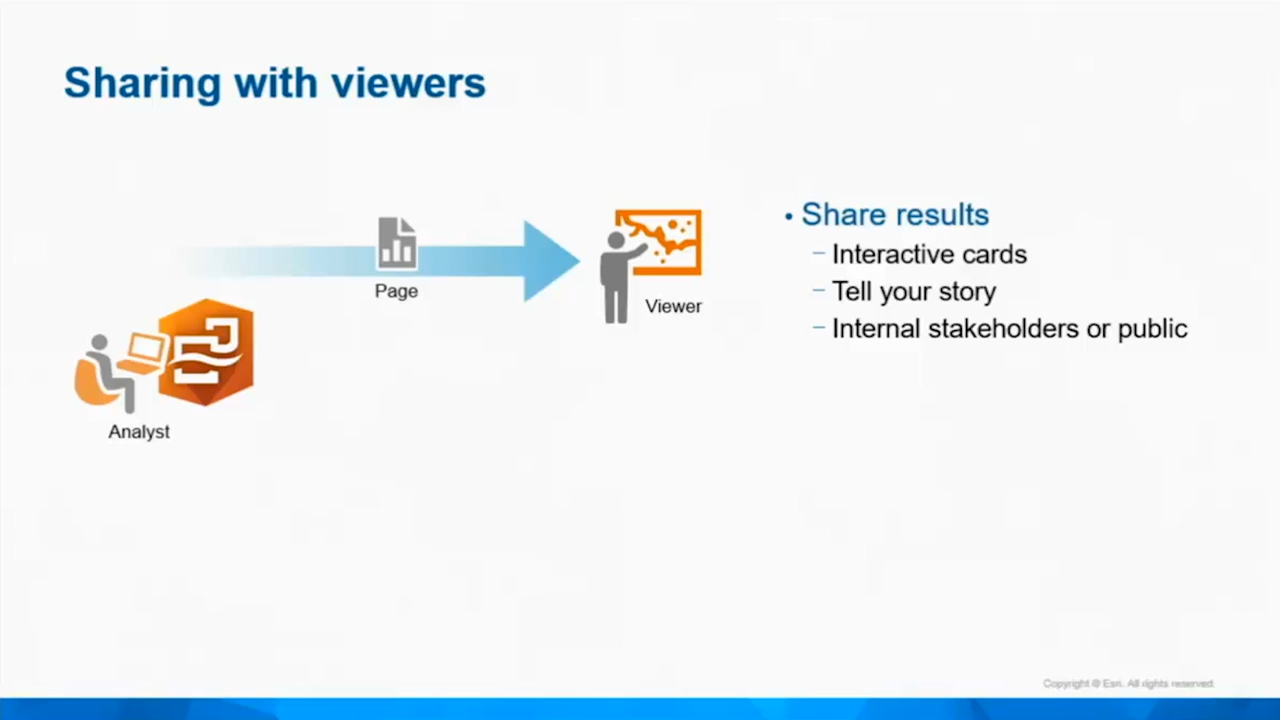 Sharing with viewers
Page
Viewer
Analyst
• Share results
– Interactive cards
– Tell your story
– Internal stakeholders or public
Copyright © Esri. All rights reserved.